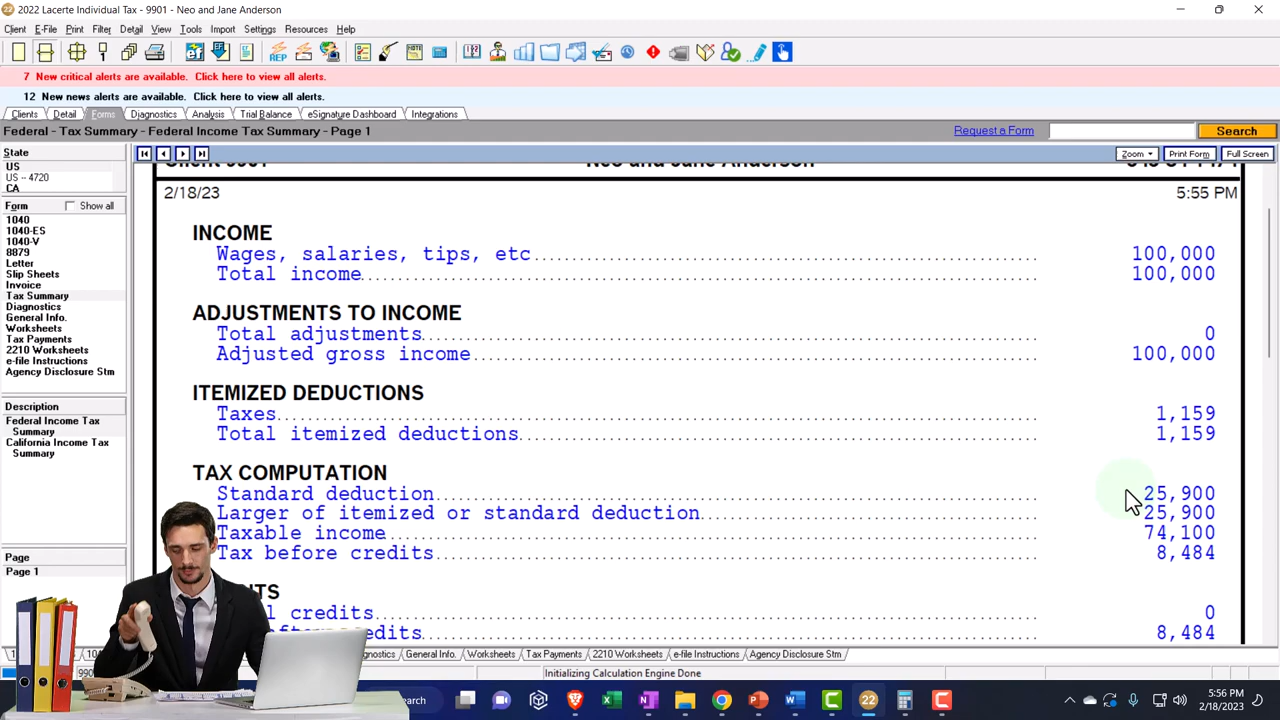 2022 Lacerte Individual Tax - 9901 - Neo and Jane Anderson
Client E-File Print Filter Detail View Tools Import Settings Resources Help
7 New critical alerts are available. Click here to view all alerts.
12 New news alerts are available. Click here to view all alerts.
Clients Detail Forms Diagnostics Analysis Trial Balance eSignature Dashboard Integrations
Federal - Tax Summary - Federal Income Tax Summary - Page 1
Request a Form Search
State
US
US -- 4720
CA
Form Show all
1040
1040-ES
1040-V
8879
Letter
Slip Sheets
Invoice
Tax Summary
Diagnostics
General Info.
Worksheets
Tax Payments
2210 Worksheets
e-file Instructions
Agency Disclosure Stm
Description
Federal Income Tax
Summary
California Income Tax
Summary
Page
Page 1
Zoom Print Form Full Screen
Client 9901 Neo and Jane Anderson
2/18/23 5:55 PM
INCOME
Wages, salaries, tips, etc 100,000
Total income 100,000
ADJUSTMENTS TO INCOME
Total adjustments 0
Adjusted gross income 100,000
ITEMIZED DEDUCTIONS
Taxes 1,159
Total itemized deductions 1,159
TAX COMPUTATION
Standard deduction 25,900
Larger of itemized or standard deduction 25,900
Taxable income 74,100
Tax before credits 8,484
ITS
credits 0
credits 8,484
General Info. Worksheets Tax Payments 2210 Worksheets e-file Instructions Agency Disclosure Stm
Initializing Calculation Engine Done
earch
5:56 PM
2/18/2023